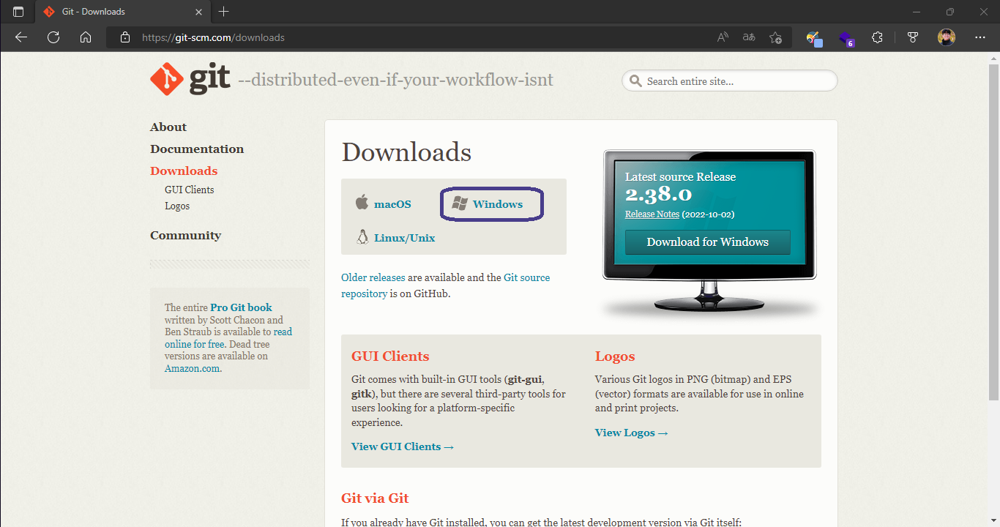 Git - Downloads
https://git-scm.com/downloads
6
git --distributed-even-if-your-workflow-isnt
Search entire site...
About
Documentation
Downloads
GUI Clients
Logos
Community
The entire Pro Git book
written by Scott Chacon and
Ben Straub is available to read
online for free. Dead tree
versions are available on
Amazon.com.
Downloads
macOS
Windows
Linux/Unix
Older releases are available and the Git source
repository is on GitHub.
Latest source Release
2.38.0
Release Notes (2022-10-02)
Download for Windows
GUI Clients
Git comes with built-in GUI tools (git-gui,
gitk), but there are several third-party tools for
users looking for a platform-specific
experience.
View GUI Clients →
Logos
Various Git logos in PNG (bitmap) and EPS
(vector) formats are available for use in online
and print projects.
View Logos →
Git via Git
If you already have Git installed, you can get the latest development version via Git itself: